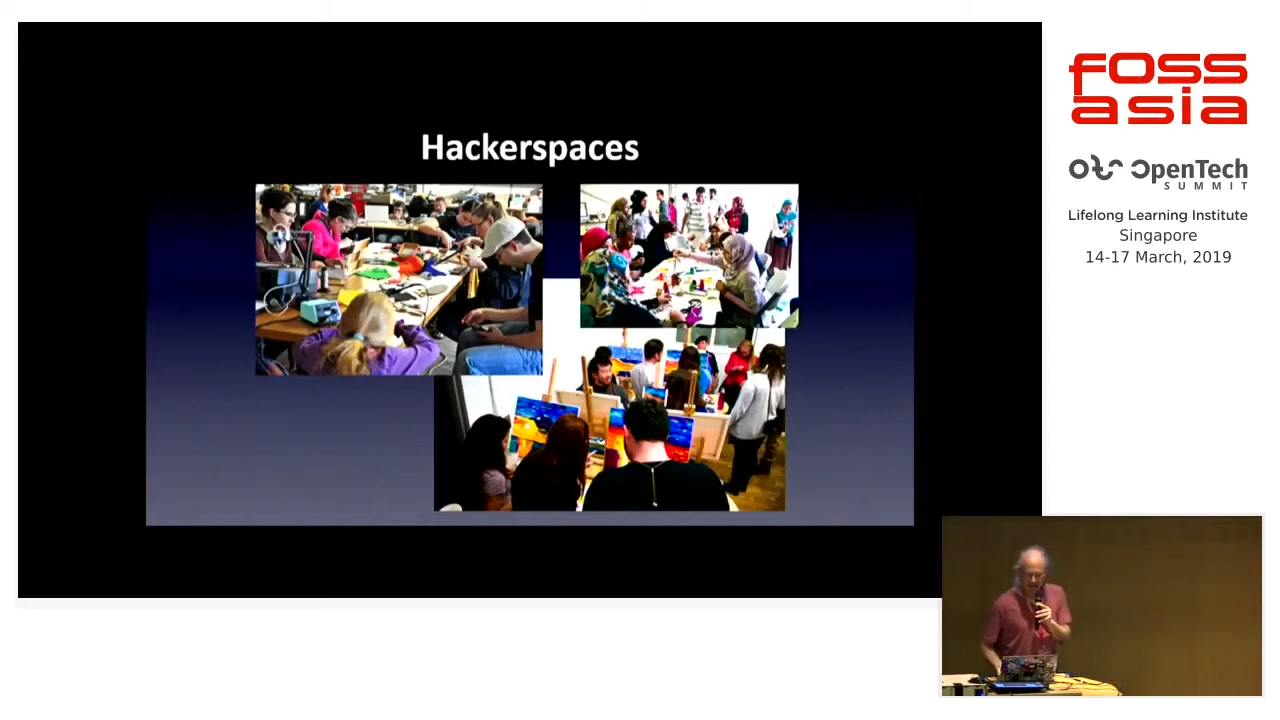 Hackerspaces
foss
asia
OpenTech
SUMMIT
Lifelong Learning Institute
Singapore
14-17 March, 2019